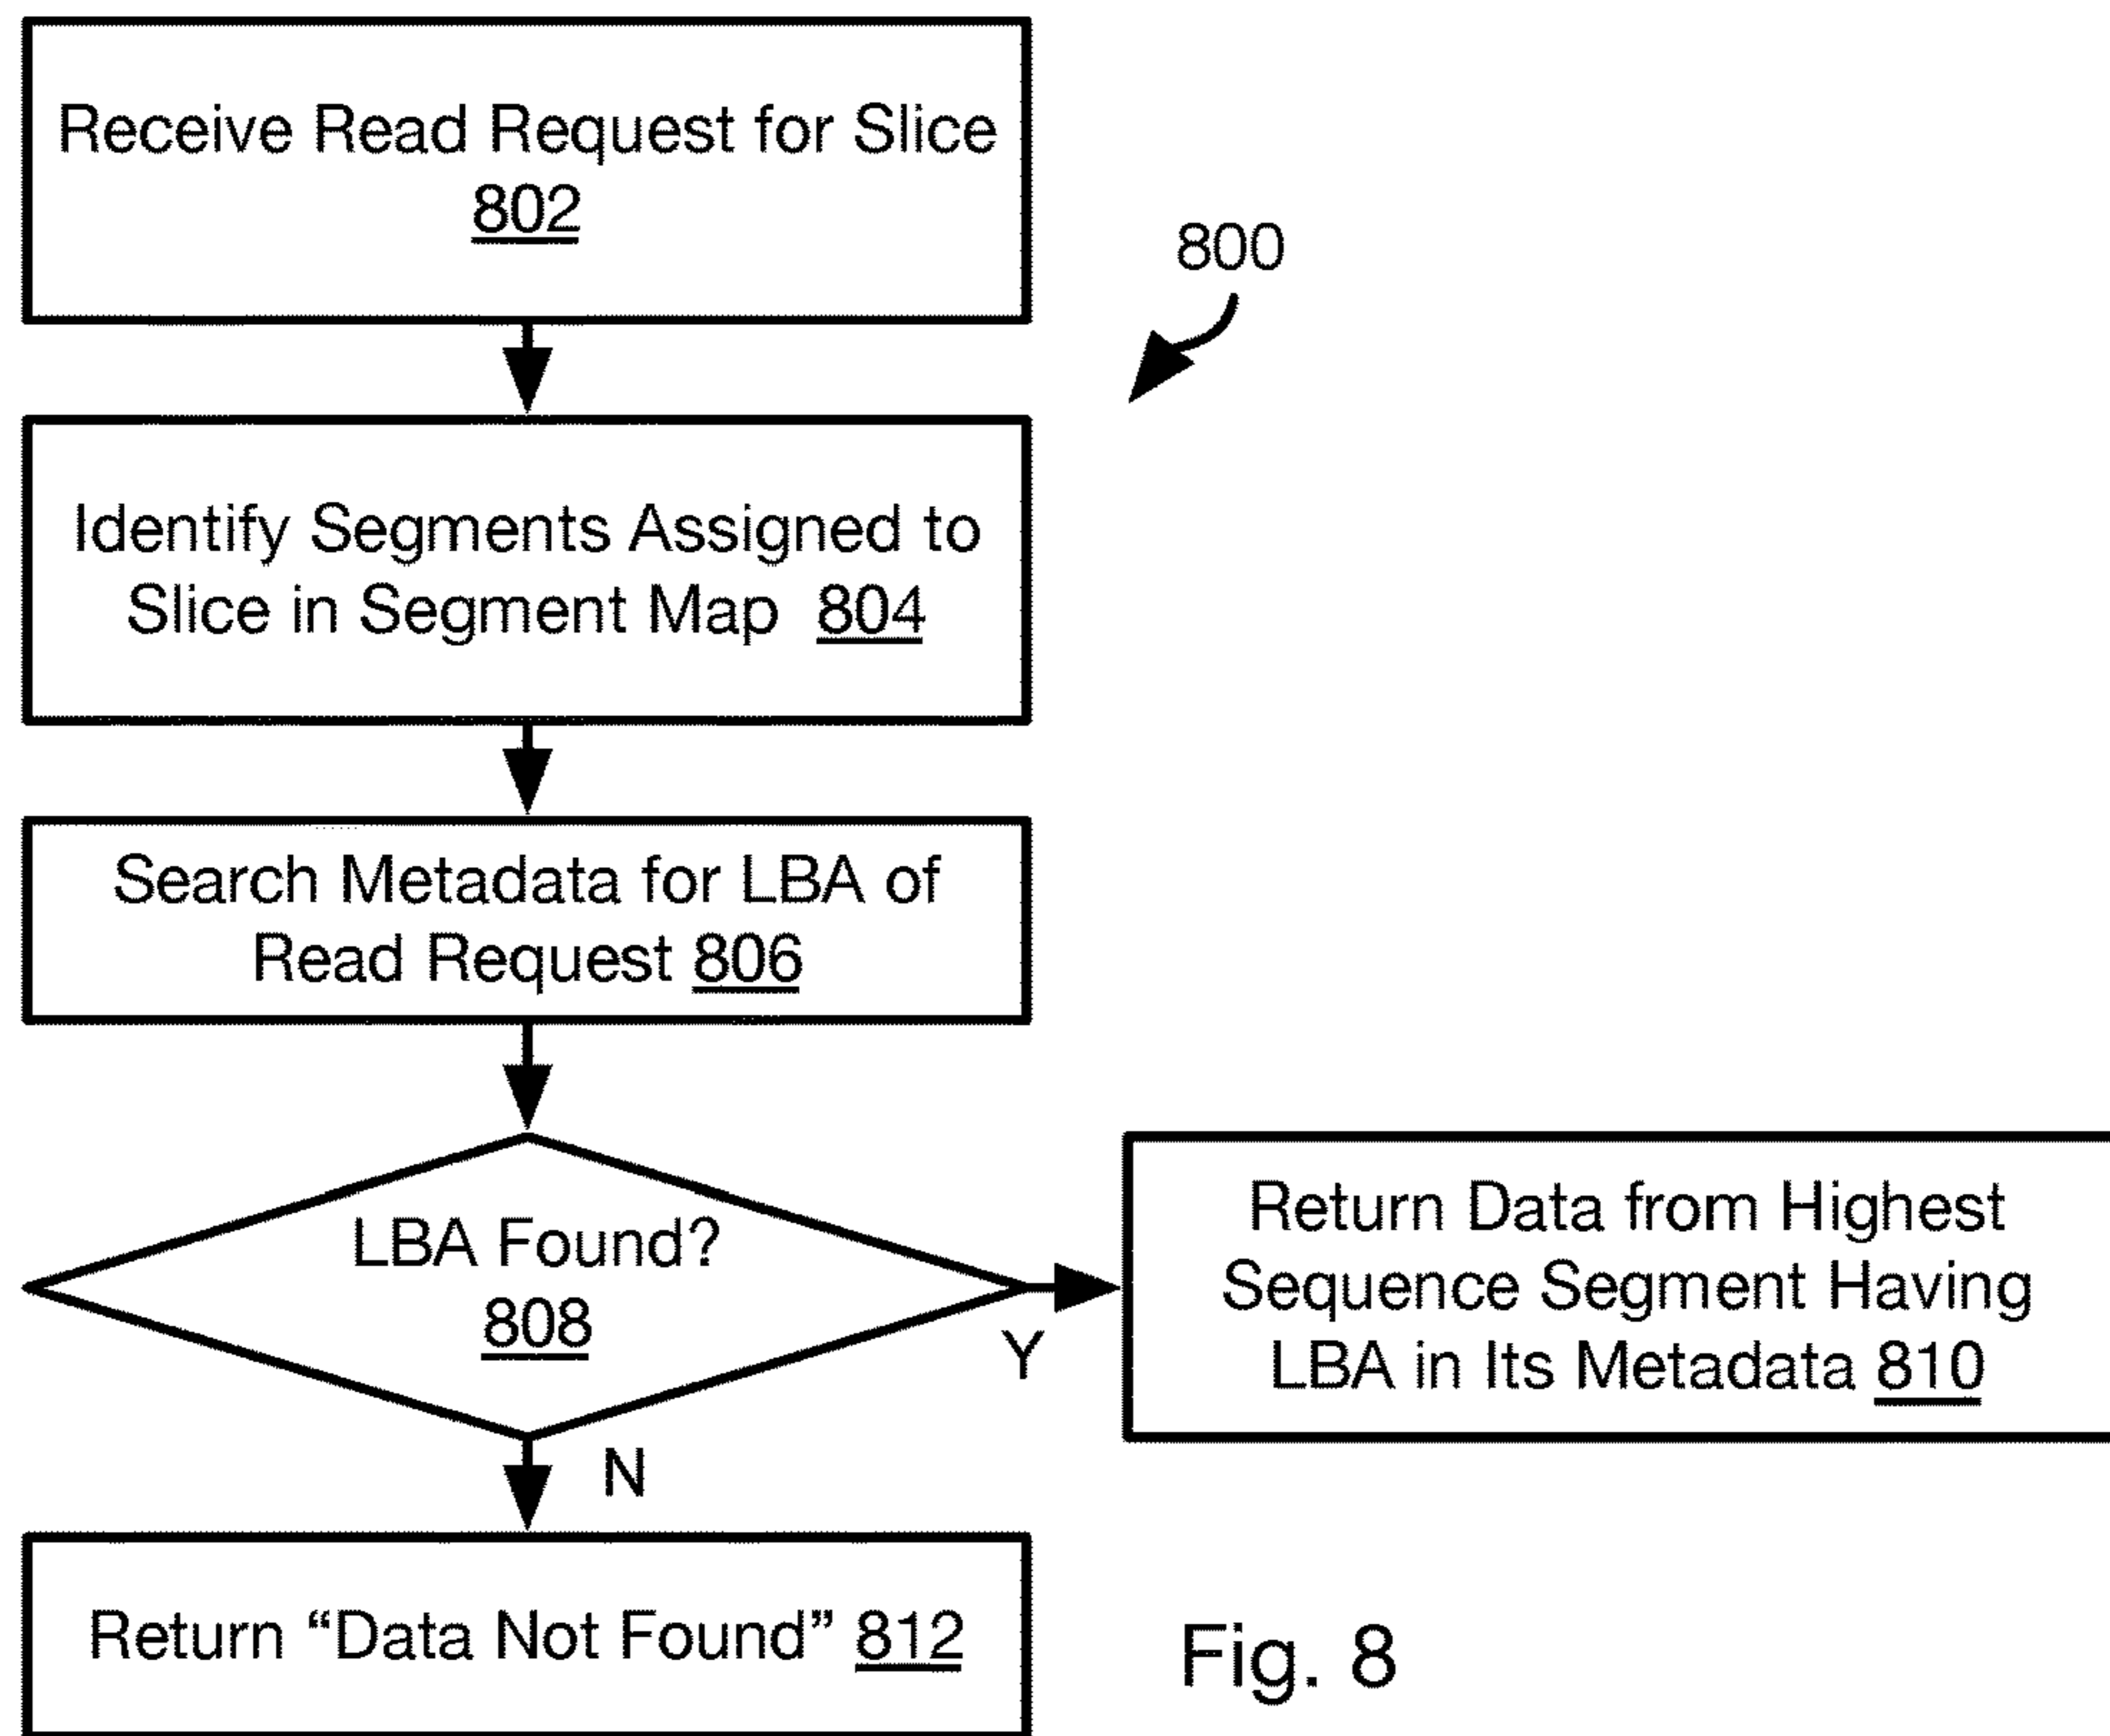 Receive Read Request for Slice
802
800
Identify Segments Assigned to
Slice in Segment Map 804
Search Metadata for LBA of
Read Request 806
LBA Found?
808
Y
N
Return Data from Highest
Sequence Segment Having
LBA in Its Metadata 810
Return “Data Not Found” 812
Fig. 8